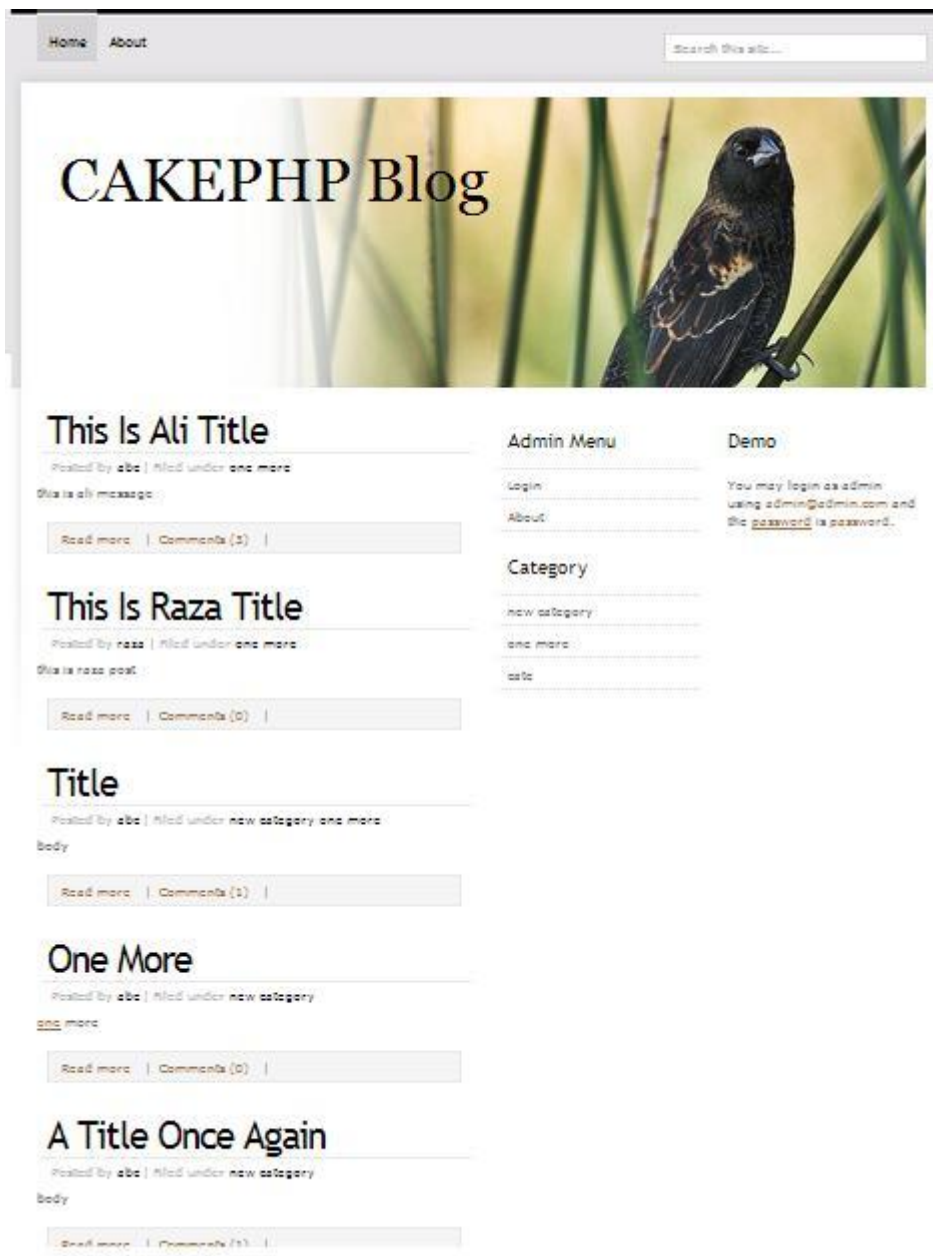 Home About
Search this site...
CAKEPHP Blog
This Is Ali Title
Posted by abc | Filed under one more
this is ali message
Read more | Comments (3) |
This Is Raza Title
Posted by raza | Filed under one more
this is raza post
Read more | Comments (0) |
Title
Posted by abc | Filed under new category one more
body
Read more | Comments (1) |
One More
Posted by abc | Filed under new category
one more
Read more | Comments (0) |
A Title Once Again
Posted by abc | Filed under new category
body
Read more | Comments (1) |
Admin Menu
Login
About
Category
new category
one more
cate
Demo
You may login as admin
using admin@admin.com and
the password is password.